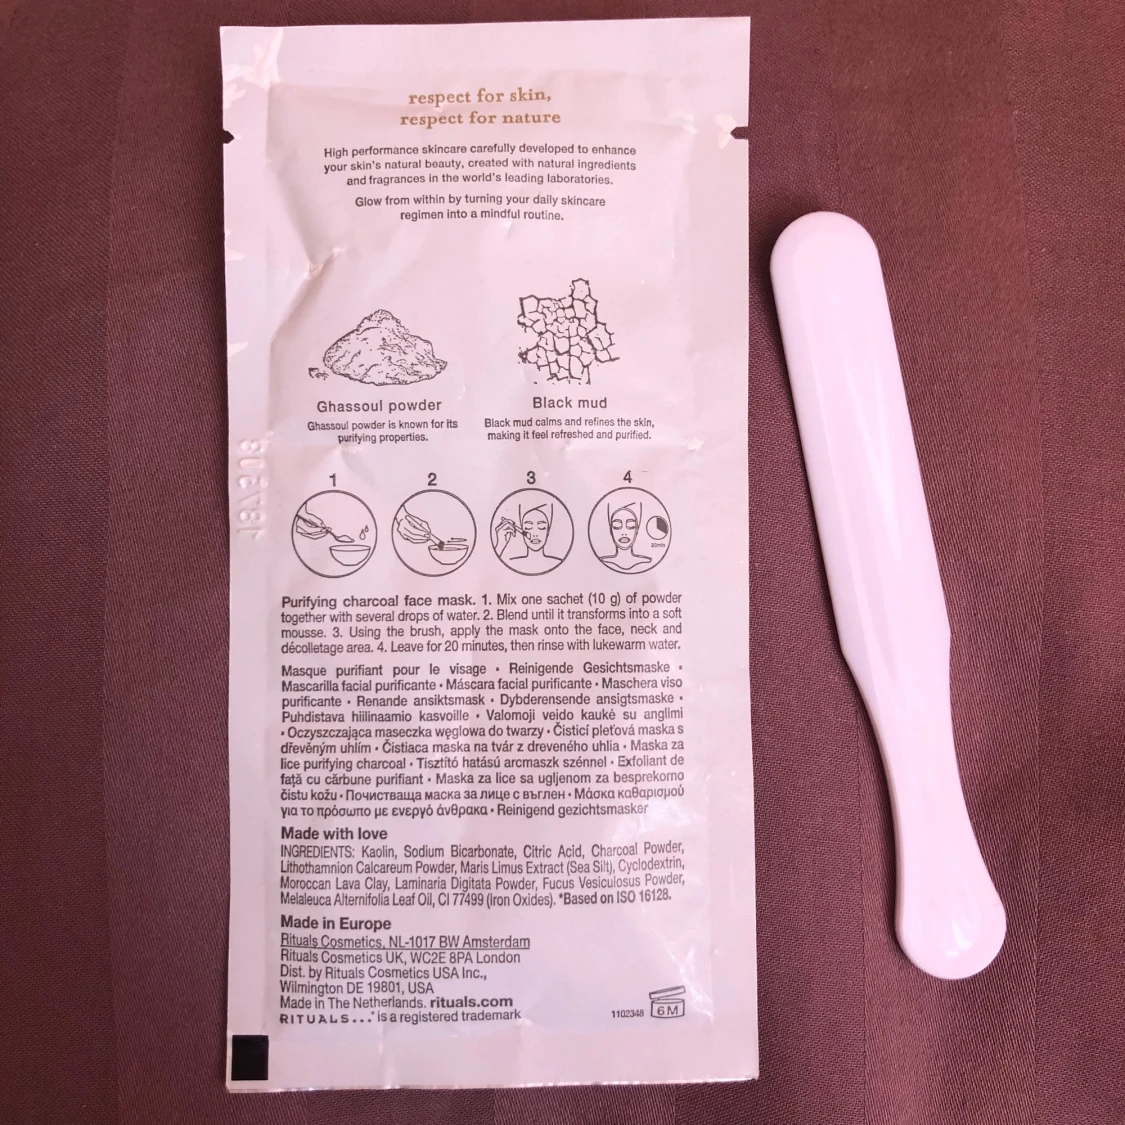 respect for skin,
respect for nature
High performance skincare carefully developed to enhance
your skin's natural beauty, created with natural ingredients
and fragrances in the world's leading laboratories.
Glow from within by turning your daily skincare
regimen into a mindful routine.
Ghassoul powder
Ghassoul powder is known for its
purifying properties.
Black mud
Black mud calms and refines the skin,
making it feel refreshed and purified.
1 2 3 4
20min
Purifying charcoal face mask. 1. Mix one sachet (10 g) of powder
together with several drops of water. 2. Blend until it transforms into a soft
mousse. 3. Using the brush, apply the mask onto the face, neck and
décolletage area. 4. Leave for 20 minutes, then rinse with lukewarm water.
Masque purifiant pour le visage • Reinigende Gesichtsmaske •
Mascarilla facial purificante • Máscara facial purificante • Maschera viso
purificante • Renande ansiktsmask • Dybderensende ansigtsmaske •
Puhdistava hiilinaamio kasvoille • Valomoji veido kaukė su anglimi
• Oczyszczająca maseczka węglowa do twarzy • Čisticí pleťová maska s
dřevěným uhlím • Čistiaca maska na tvár z dreveného uhlia • Maska za
lice purifying charcoal • Tisztító hatású arcmaszk szénnel • Exfoliant de
față cu cărbune purifiant • Maska za lice sa ugljenom za besprekorno
čistu kožu • Почистваща маска за лице с въглен • Μάσκα καθαρισμού
για το πρόσωπο με ενεργό άνθρακα • Reinigend gezichtsmasker
Made with love
INGREDIENTS: Kaolin, Sodium Bicarbonate, Citric Acid, Charcoal Powder,
Lithothamnion Calcareum Powder, Maris Limus Extract (Sea Silt), Cyclodextrin,
Moroccan Lava Clay, Laminaria Digitata Powder, Fucus Vesiculosus Powder,
Melaleuca Alternifolia Leaf Oil, CI 77499 (Iron Oxides). *Based on ISO 16128.
Made in Europe
Rituals Cosmetics, NL-1017 BW Amsterdam
Rituals Cosmetics UK, WC2E 8PA London
Dist. by Rituals Cosmetics USA Inc.,
Wilmington DE 19801, USA
Made in The Netherlands. rituals.com
RITUALS...* is a registered trademark
1102348 6M